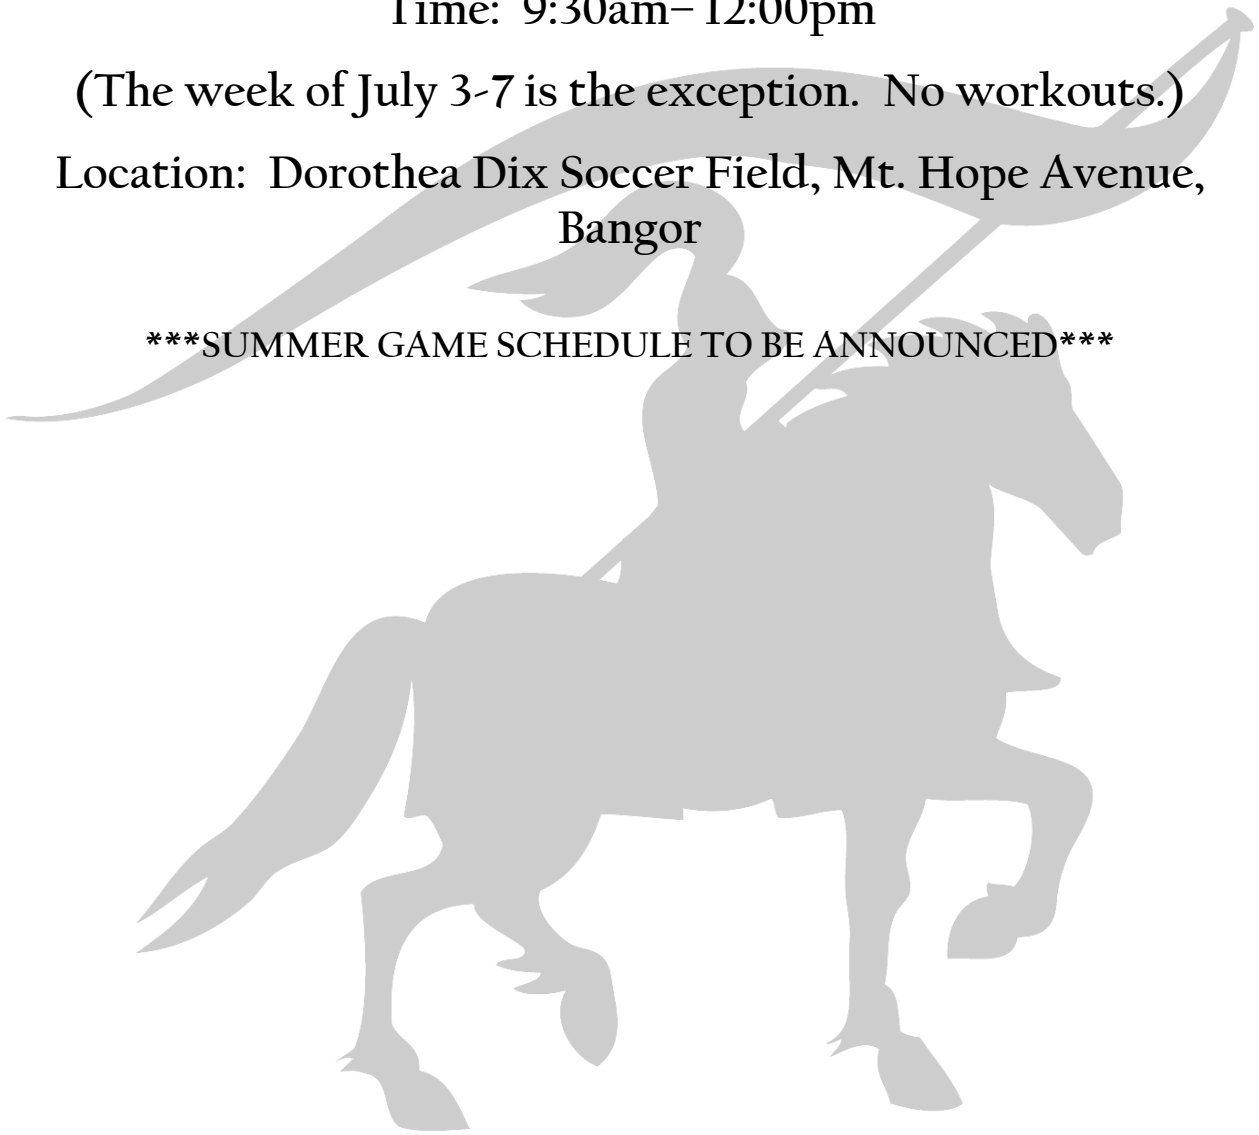 Time:  9:30am– 12:00pm
(The week of July 3-7 is the exception.  No workouts.)
Location:  Dorothea Dix Soccer Field, Mt. Hope Avenue,
Bangor
***SUMMER GAME SCHEDULE TO BE ANNOUNCED***